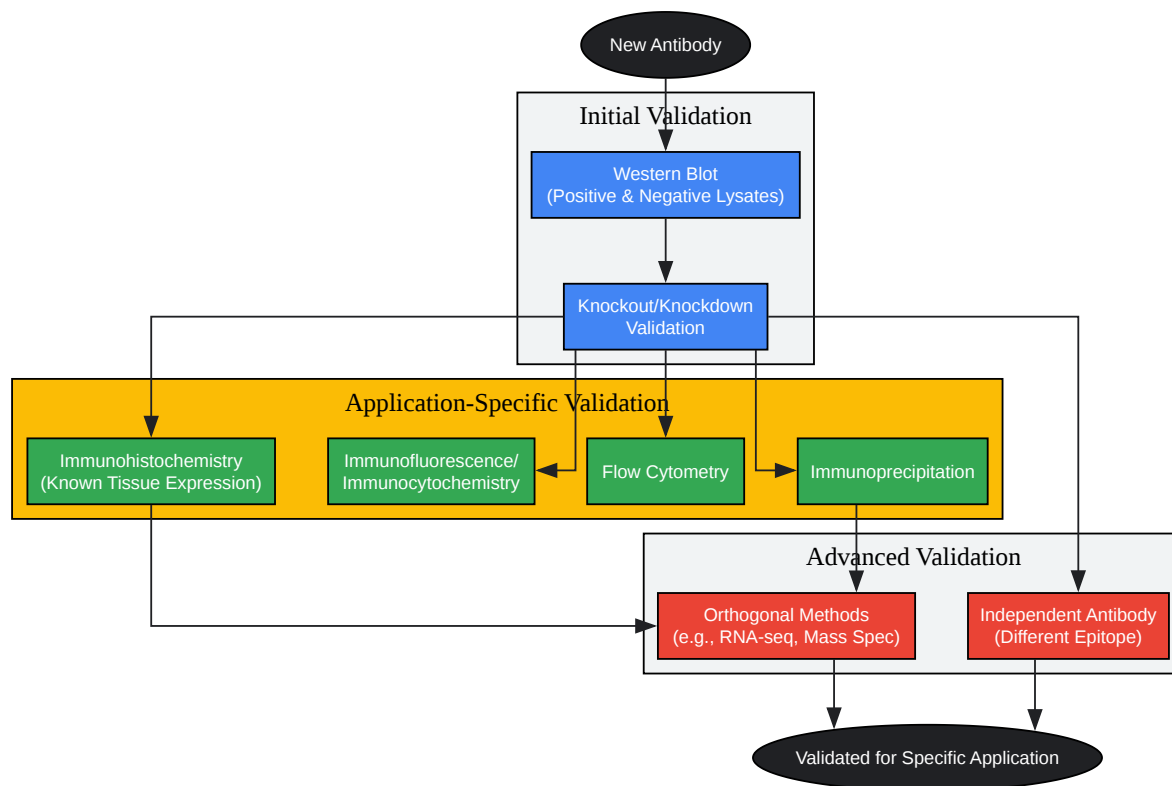 New Antibody
Initial Validation
Western Blot
(Positive & Negative Lysates)
Knockout/Knockdown
Validation
Application-Specific Validation
Immunohistochemistry
(Known Tissue Expression)
Immunofluorescence/
Immunocytochemistry
Flow Cytometry
Immunoprecipitation
Advanced Validation
Orthogonal Methods
(e.g., RNA-seq, Mass Spec)
Independent Antibody
(Different Epitope)
Validated for Specific Application